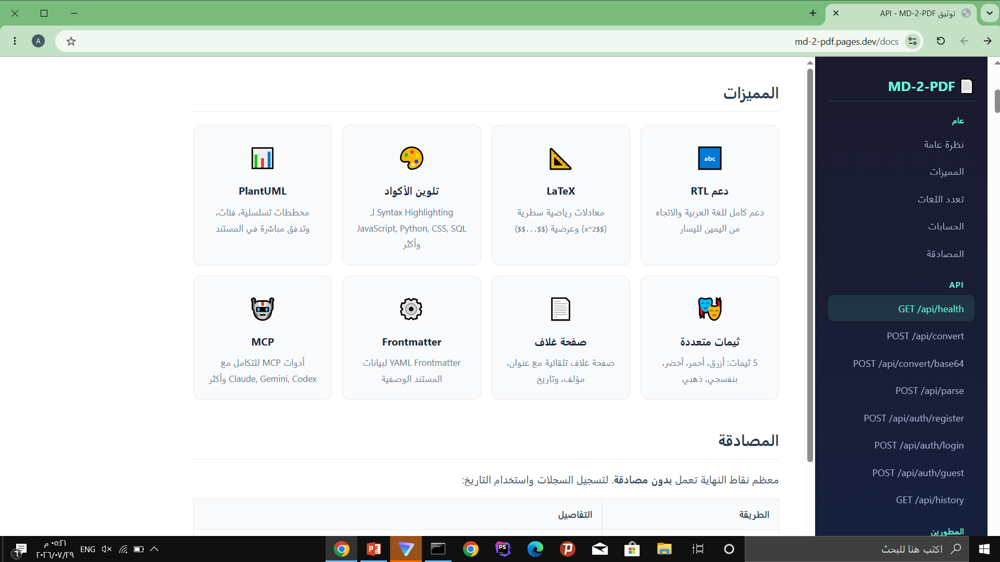 توثيق API - MD-2-PDF
md-2-pdf.pages.dev/docs
A
MD-2-PDF
عام
نظرة عامة
المميزات
تعدد اللغات
الحسابات
المصادقة
API
GET /api/health
POST /api/convert
POST /api/convert/base64
POST /api/parse
POST /api/auth/register
POST /api/auth/login
POST /api/auth/guest
GET /api/history
المطورين
المميزات
abc
دعم RTL
دعم كامل للغة العربية والاتجاه
من اليمين لليسار
LaTeX
معادلات رياضية سطرية
($$x^2) وعرضية ($$...$$)
تلوين الأكواد
Syntax Highlighting لـ
JavaScript, Python, CSS, SQL
وأكثر
PlantUML
مخططات تسلسلية، فئات،
وتدفق مباشرة في المستند
ثيمات متعددة
5 ثيمات: أزرق، أحمر، أخضر،
بنفسجي، ذهبي
صفحة غلاف
صفحة غلاف تلقائية مع عنوان،
مؤلف، وتاريخ
Frontmatter
YAML Frontmatter لبيانات
المستند الوصفية
MCP
أدوات MCP للتكامل مع
Claude, Gemini, Codex وأكثر
المصادقة
معظم نقاط النهاية تعمل بدون مصادقة. لتسجيل السجلات واستخدام التاريخ:
الطريقة
التفاصيل
اكتب هنا للبحث
PS
ENG
٠٥:٢١ م
٢٠٢٦/٠٧/٢٩
٦